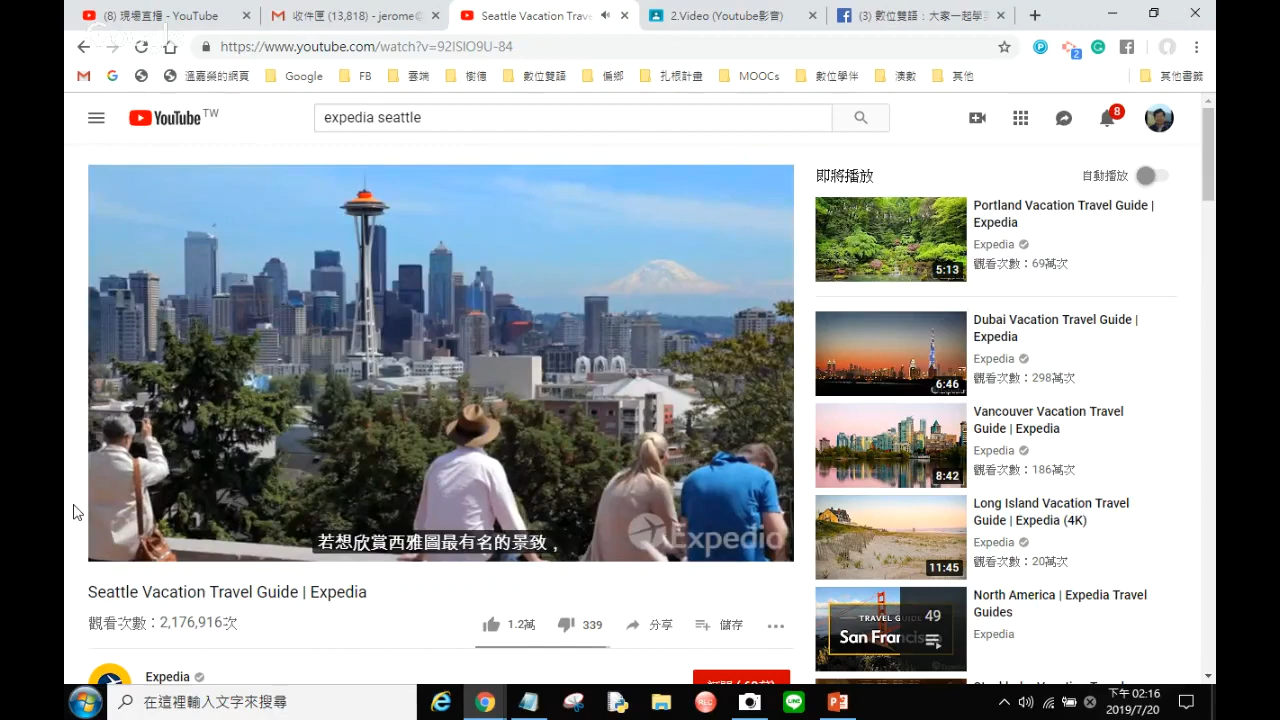 (8) 現場直播 - YouTube
收件匣 (13,818) - jerome@
Seattle Vacation Trav
2.Video (Youtube影音)
(3) 數位雙語：大家一起學
https://www.youtube.com/watch?v=92ISlO9U-84
2
溫嘉榮的網頁
Google
FB
雲端
樹德
數位雙語
偏鄉
扎根計畫
MOOCs
數位學伴
澳數
其他
其他書籤
YouTube TW
expedia seattle
8
若想欣賞西雅圖最有名的景致，
Expedia
Seattle Vacation Travel Guide | Expedia
觀看次數：2,176,916次
1.2萬
339
分享
儲存
Expedia
即將播放
自動播放
Portland Vacation Travel Guide |
Expedia
Expedia
觀看次數：69萬次
5:13
Dubai Vacation Travel Guide |
Expedia
Expedia
觀看次數：298萬次
6:46
Vancouver Vacation Travel
Guide | Expedia
Expedia
觀看次數：186萬次
8:42
Long Island Vacation Travel
Guide | Expedia (4K)
Expedia
觀看次數：20萬次
11:45
North America | Expedia Travel
Guides
Expedia
TRAVEL GUIDE
San Francisco
49
在這裡輸入文字來搜尋
REC
LINE
下午 02:16
2019/7/20